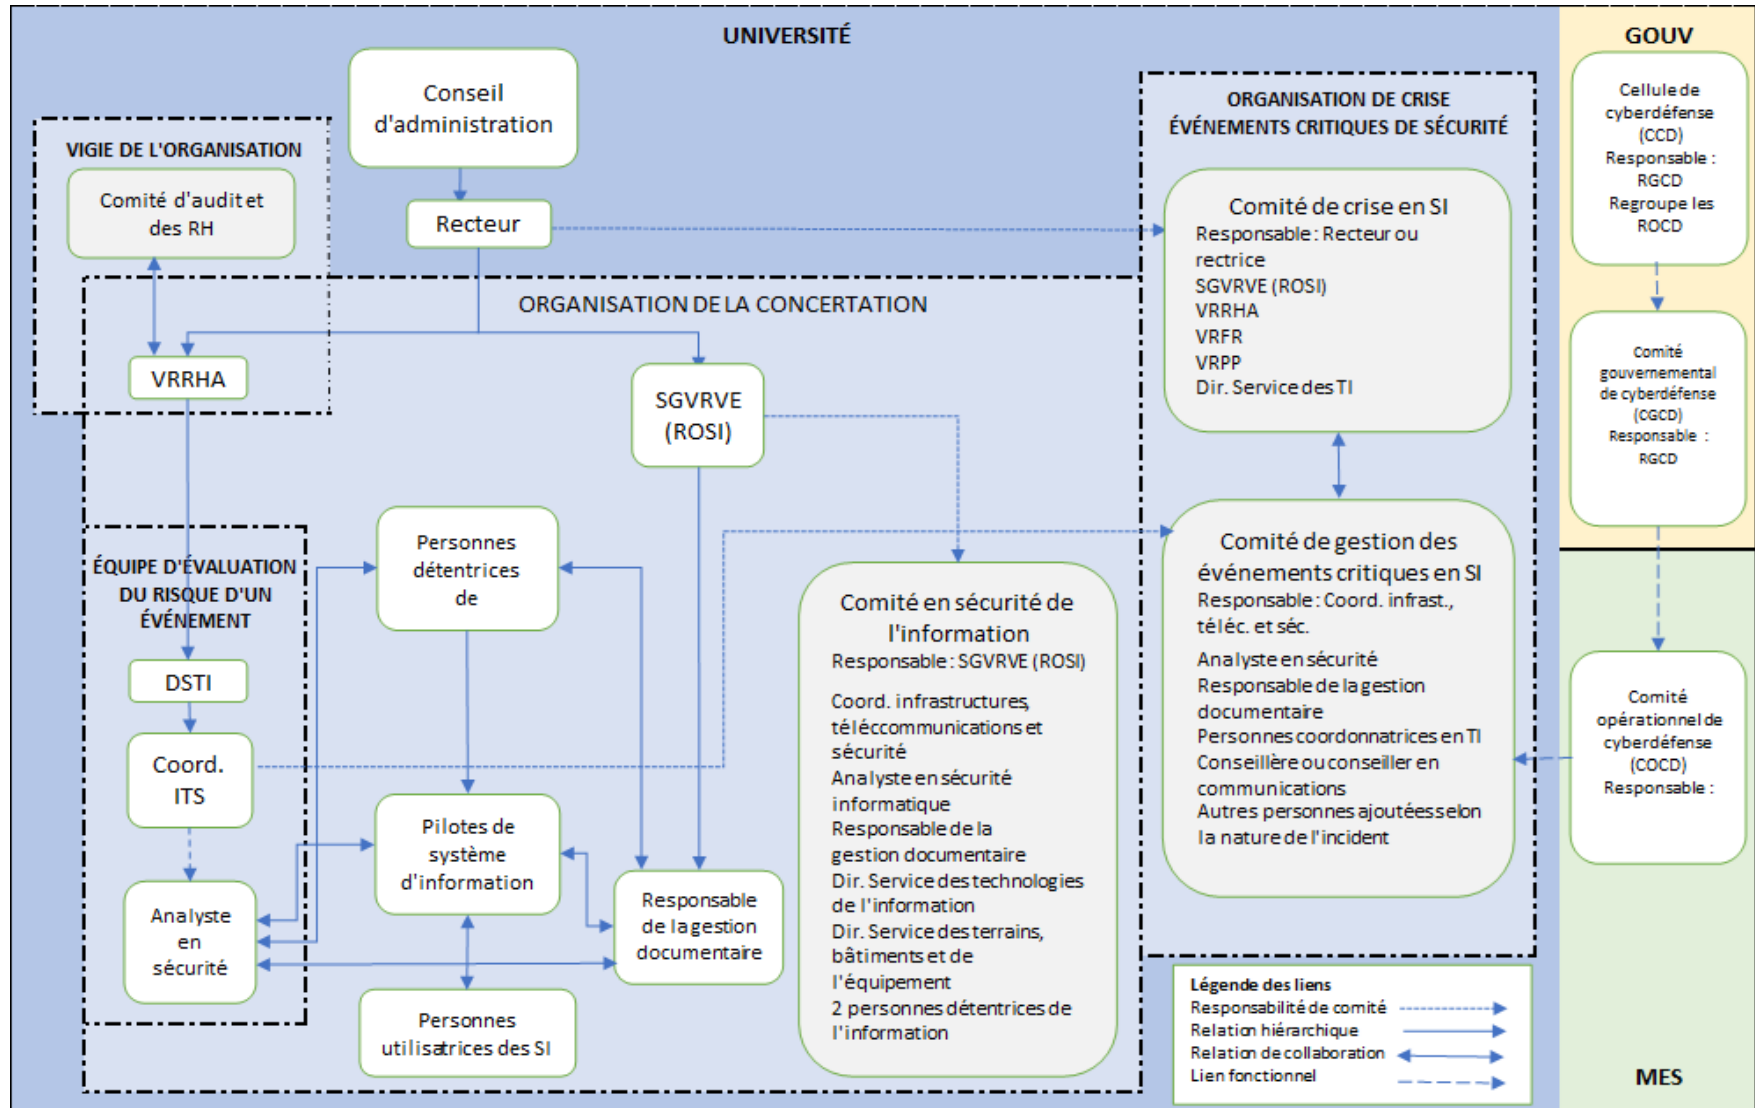 UNIVERSITÉ
GOUV
Conseil
d'administration
VIGIE DE L'ORGANISATION
Comité d'audit et
des RH
Recteur
VRRHA
ORGANISATION DE LA CONCERTATION
SGVRVE
(ROSI)
ÉQUIPE D'ÉVALUATION
DU RISQUE D'UN
ÉVÉNEMENT
DSTI
Coord.
ITS
Analyste
en
sécurité
Personnes
détentrices
de
Pilotes de
système
d'information
Personnes
utilisatrices des SI
Responsable
de la gestion
documentaire
Comité en sécurité de
l'information
Responsable : SGVRVE (ROSI)
Coord. infrastructures,
téléccommunications et
sécurité
Analyste en sécurité
informatique
Responsable de la
gestion documentaire
Dir. Service des technologies
de l'information
Dir. Service des terrains,
bâtiments et de
l'équipement
2 personnes détentrices de
l'information
ORGANISATION DE CRISE
ÉVÉNEMENTS CRITIQUES DE SÉCURITÉ
Comité de crise en SI
Responsable : Recteur ou
rectrice
SGVRVE (ROSI)
VRRHA
VRFR
VRPP
Dir. Service des TI
Comité de gestion des
événements critiques en SI
Responsable : Coord. infrast.,
téléc. et séc.
Analyste en sécurité
Responsable de la gestion
documentaire
Personnes coordonnatrices en TI
Conseillère ou conseiller en
communications
Autres personnes ajoutées selon
la nature de l'incident
Légende des liens
Responsabilité de comité
Relation hiérarchique
Relation de collaboration
Lien fonctionnel
Cellule de
cyberdéfense
(CCD)
Responsable :
RGCD
Regroupe les
ROCD
Comité
gouvernemental
de cyberdéfense
(CGCD)
Responsable :
RGCD
Comité
opérationnel de
cyberdéfense
(COCD)
Responsable :
MES